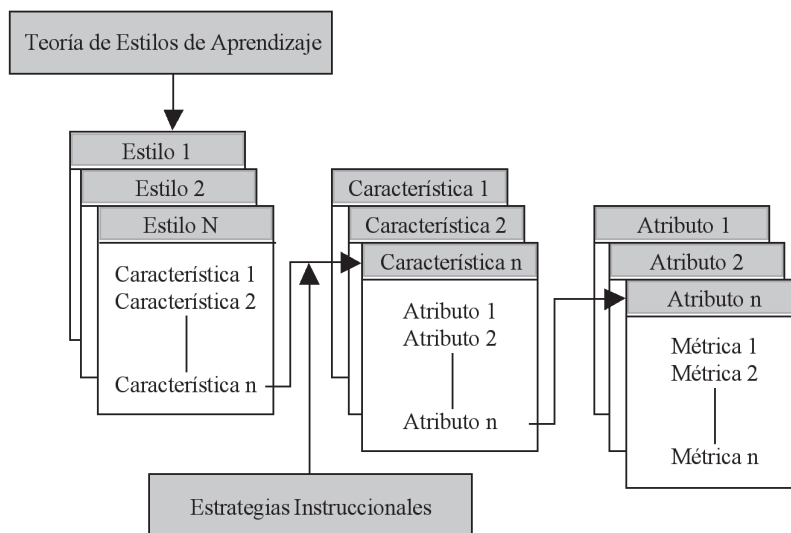 Teoría de Estilos de Aprendizaje
Estilo 1
Estilo 2
Estilo N
Característica 1
Característica 2
Característica n
Característica 1
Característica 2
Característica n
Atributo 1
Atributo 2
Atributo n
Atributo 1
Atributo 2
Atributo n
Métrica 1
Métrica 2
Métrica n
Estrategias Instruccionales